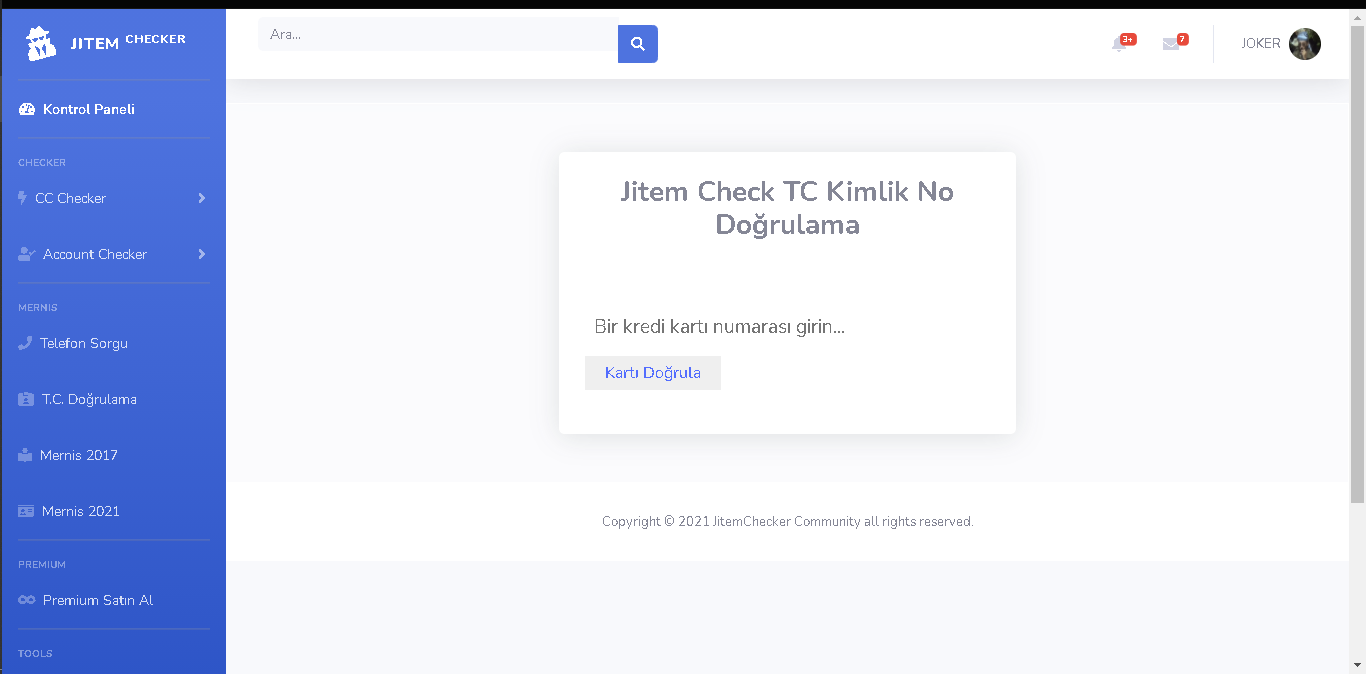 JITEM CHECKER
Ara...
3+
7
JOKER
Kontrol Paneli
CHECKER
CC Checker
Account Checker
MERNIS
Telefon Sorgu
T.C. Doğrulama
Mernis 2017
Mernis 2021
PREMIUM
Premium Satın Al
TOOLS
Jitem Check TC Kimlik No
Doğrulama
Bir kredi kartı numarası girin...
Kartı Doğrula
Copyright © 2021 JitemChecker Community all rights reserved.